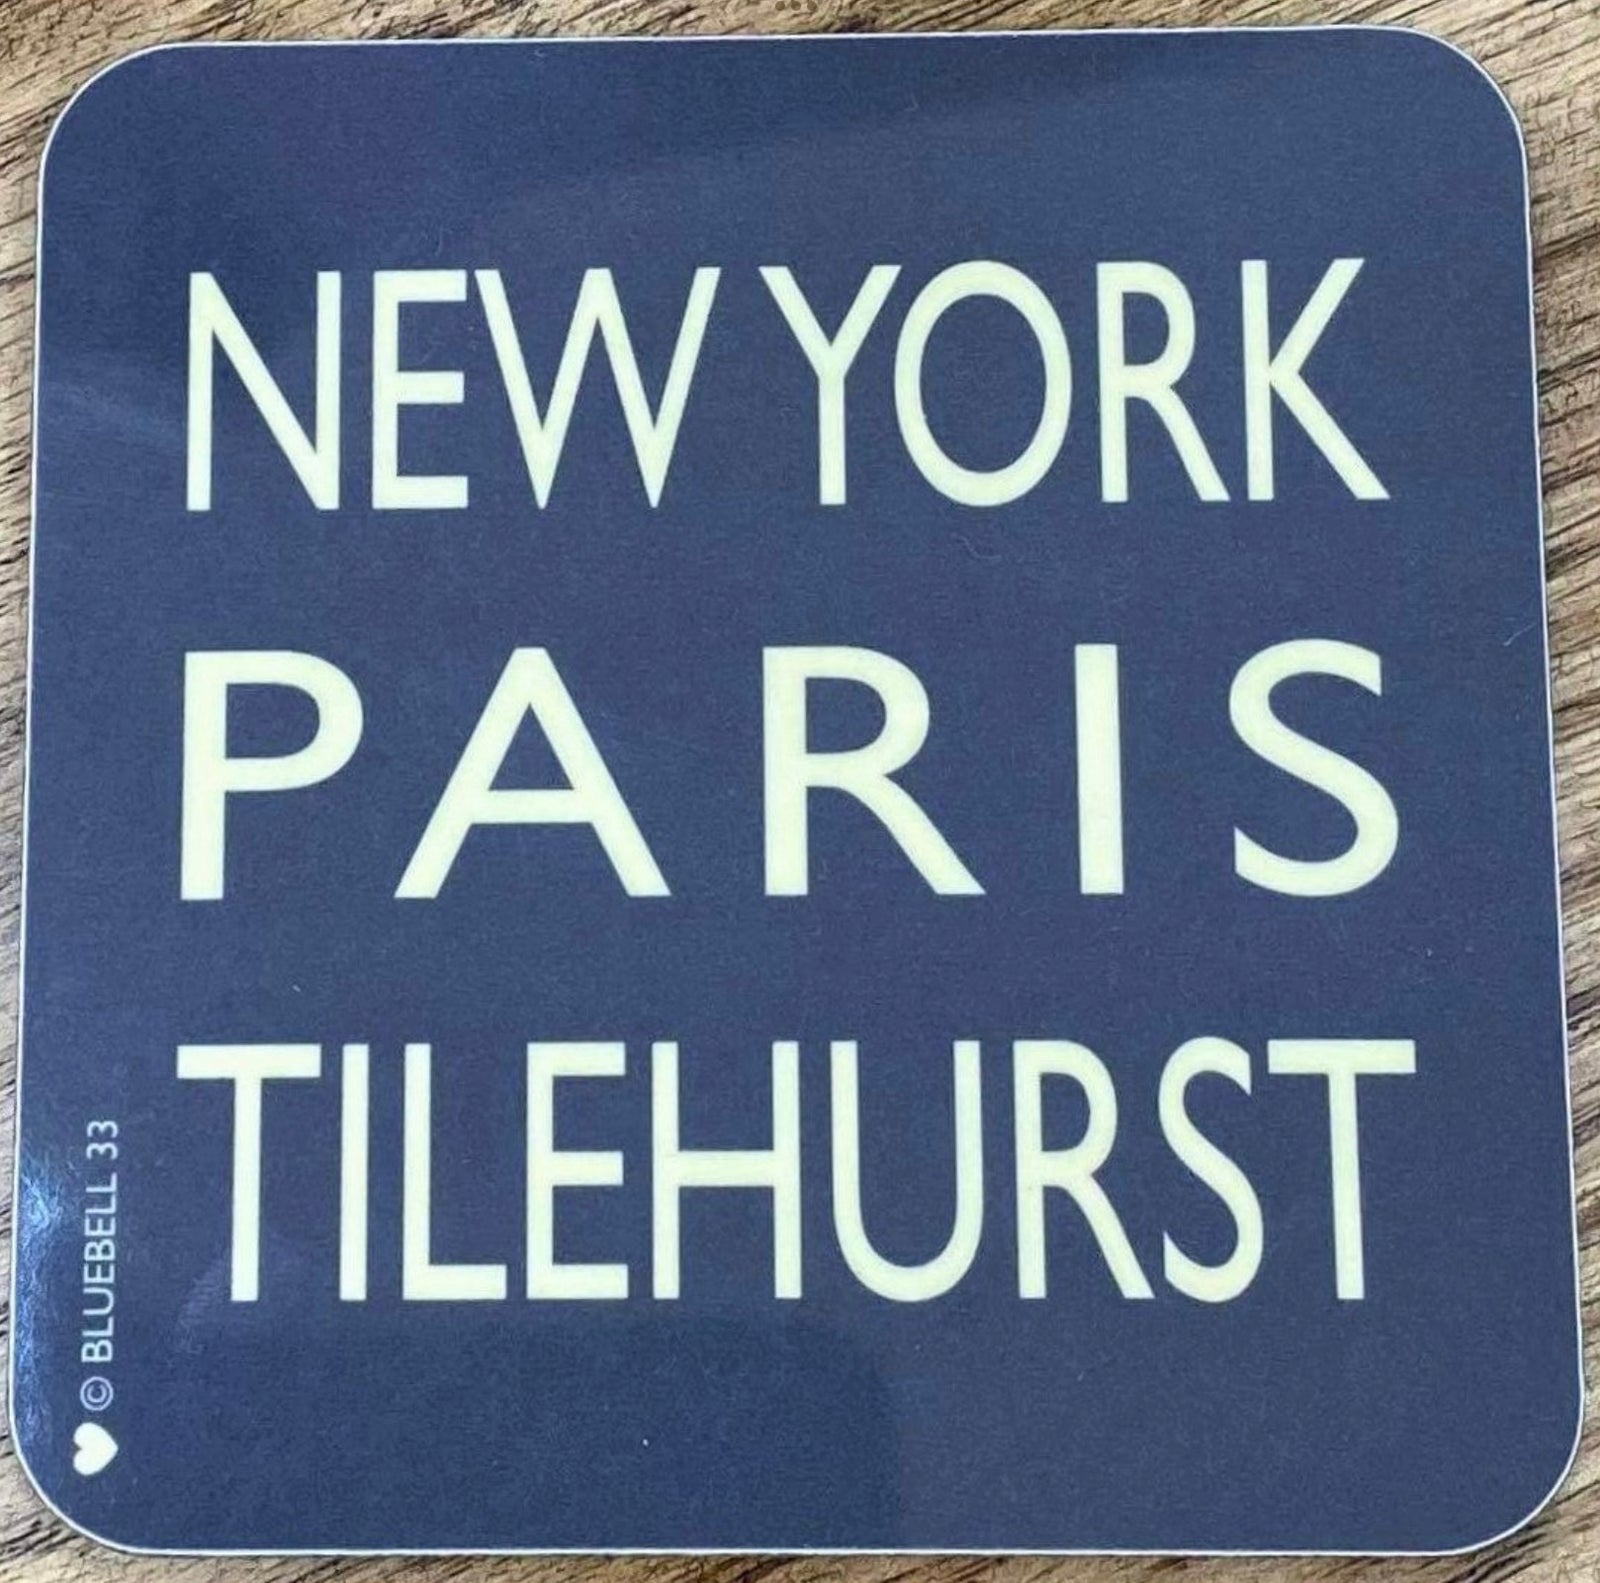 NEW YORK
PARIS
TILEHURST
♥ © BLUEBELL 33